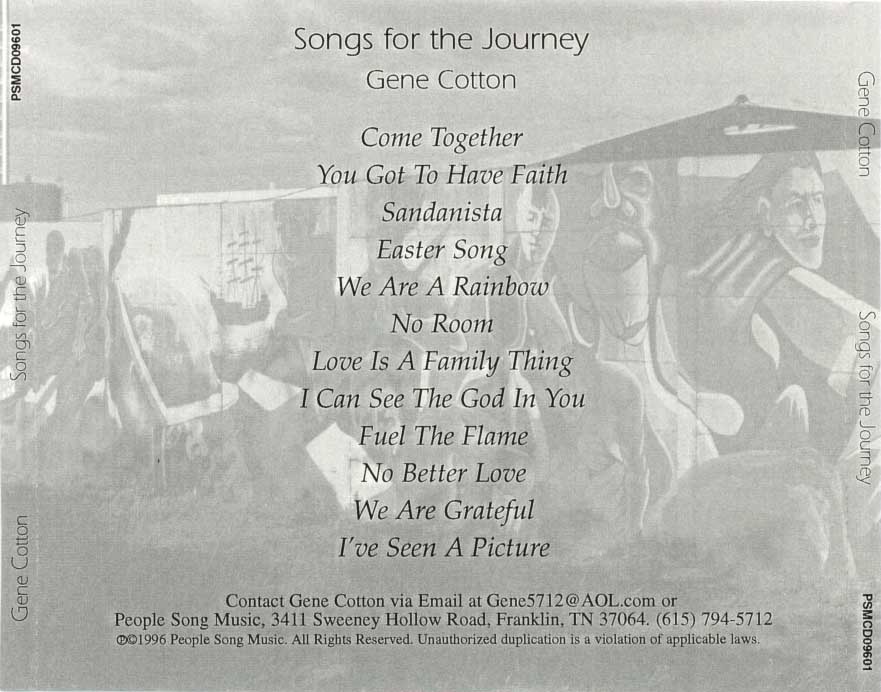 Songs for the Journey
Gene Cotton
Come Together
You Got To Have Faith
Sandanista
Easter Song
We Are A Rainbow
No Room
Love Is A Family Thing
I Can See The God In You
Fuel The Flame
No Better Love
We Are Grateful
I've Seen A Picture
Contact Gene Cotton via Email at Gene5712@AOL.com or
People Song Music, 3411 Sweeney Hollow Road, Franklin, TN 37064. (615) 794-5712
℗©1996 People Song Music. All Rights Reserved. Unauthorized duplication is a violation of applicable laws.
PSMCD09601
Songs for the Journey
Gene Cotton
Gene Cotton
Songs for the Journey
PSMCD09601